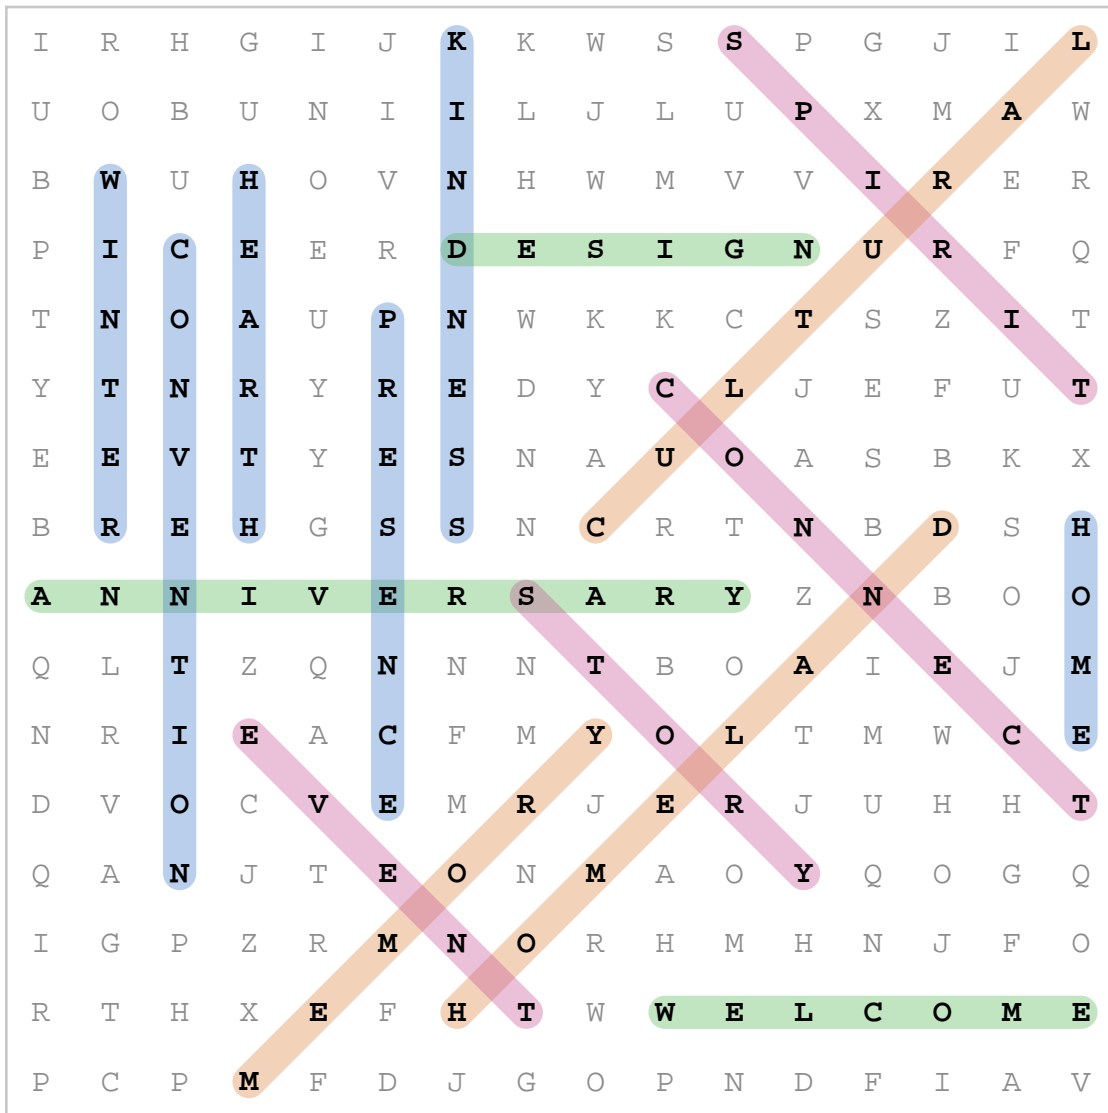 I R H G I J K K W S S P G J I L
U O B U N I I L J L U P X M A W
B W U H O V N H W M V V I R E R
P I C E E R D E S I G N U R F Q
T N O A U P N W K K C T S Z I T
Y T N R Y R E D Y C L J E F U T
E E V T Y E S N A U O A S B K X
B R E H G S S N C R T N B D S H
A N N I V E R S A R Y Z N B O O
Q L T Z Q N N N T B O A I E J M
N R I E A C F M Y O L T M W C E
D V O C V E M R J E R J U H H T
Q A N J T E O N M A O Y Q O G Q
I G P Z R M N O R H M H N J F O
R T H X E F H T W W E L C O M E
P C P M F D J G O P N D F I A V